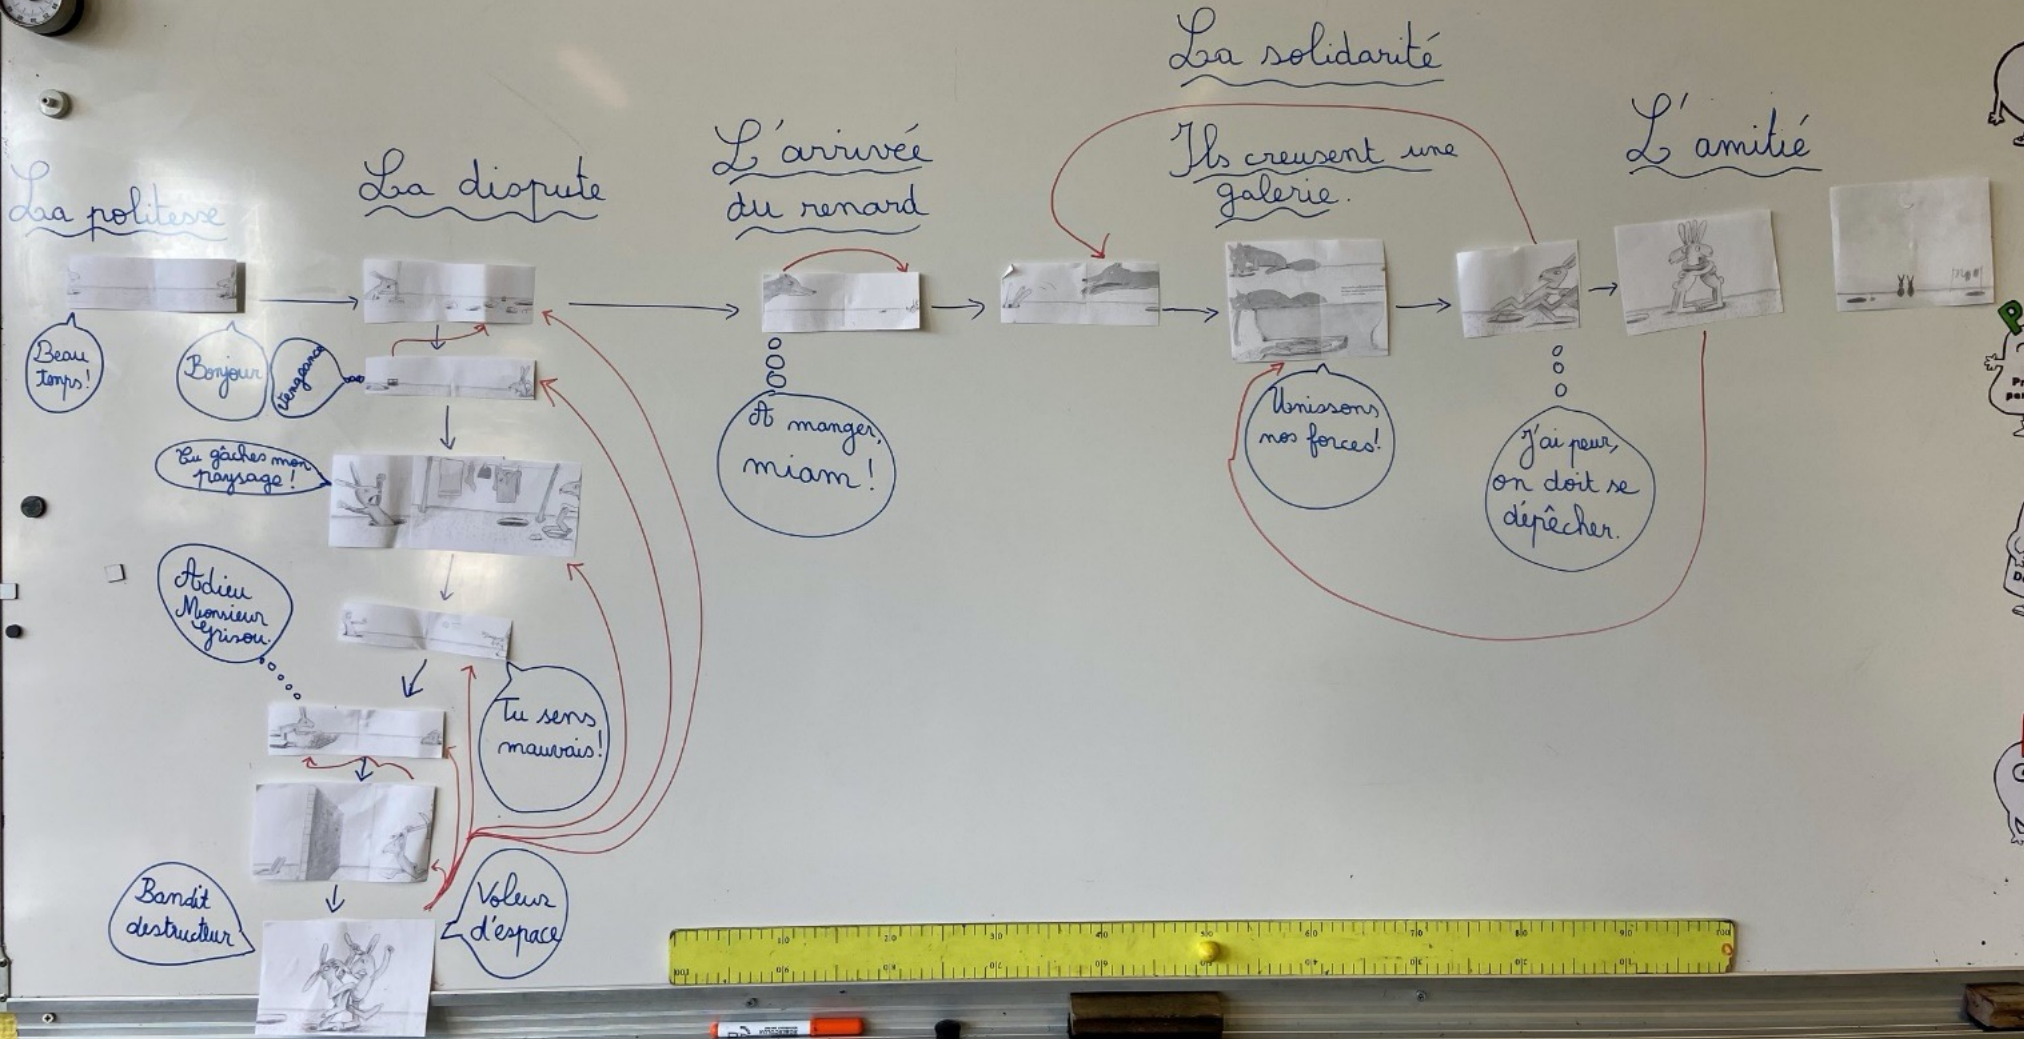 La solidarité
L'arrivée
du renard
Ils creusent une
galerie.
L'amitié
La politesse
La dispute
Beau
temps!
Bonjour
Vengeance
Tu gâches mon
paysage!
Adieu
Monsieur
Grisou.
Tu sens
mauvais!
Bandit
destructeur
Voleur
d'espace
A manger,
miam!
Unissons
nos forces!
J'ai peur,
on doit se
dépêcher.